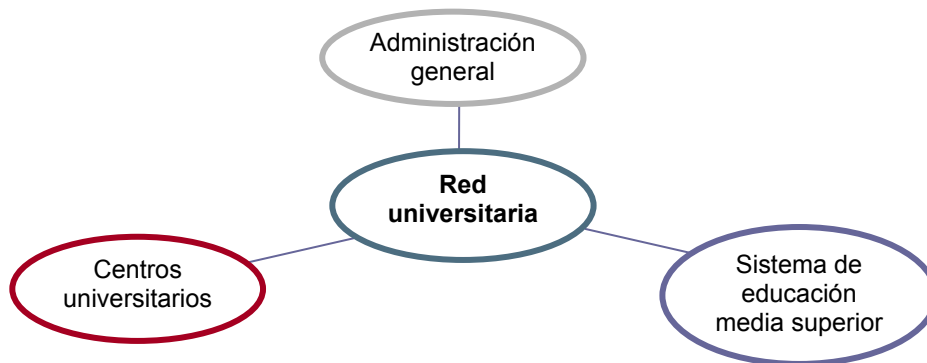 Administración
general
Red
universitaria
Centros
universitarios
Sistema de
educación
media superior